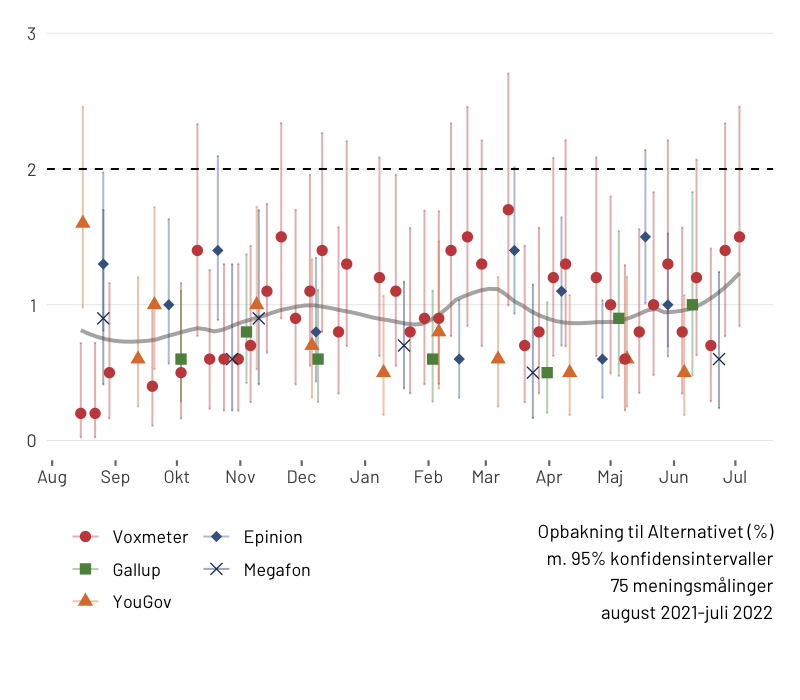 3
2
1
0
Aug Sep Okt Nov Dec Jan Feb Mar Apr Maj Jun Jul
Voxmeter Epinion
Gallup Megafon
YouGov
Opbakning til Alternativet (%)
m. 95% konfidensintervaller
75 meningsmålinger
august 2021-juli 2022